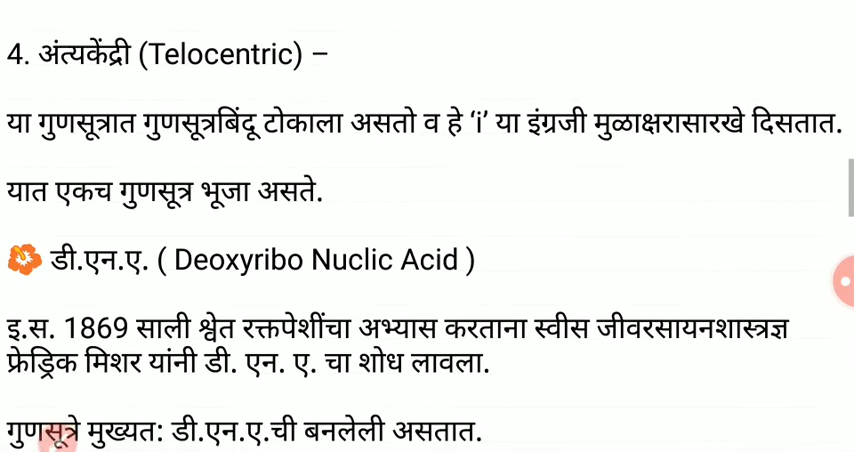 4. अंत्यकेंद्री (Telocentric) –
या गुणसूत्रात गुणसूत्रबिंदू टोकाला असतो व हे ‘i’ या इंग्रजी मुळाक्षरासारखे दिसतात.
यात एकच गुणसूत्र भूजा असते.
🌺 डी.एन.ए. ( Deoxyribo Nuclic Acid )
इ.स. 1869 साली श्वेत रक्तपेशींचा अभ्यास करताना स्वीस जीवरसायनशास्त्रज्ञ
फ्रेड्रिक मिशर यांनी डी. एन. ए. चा शोध लावला.
गुणसूत्रे मुख्यत: डी.एन.ए.ची बनलेली असतात.